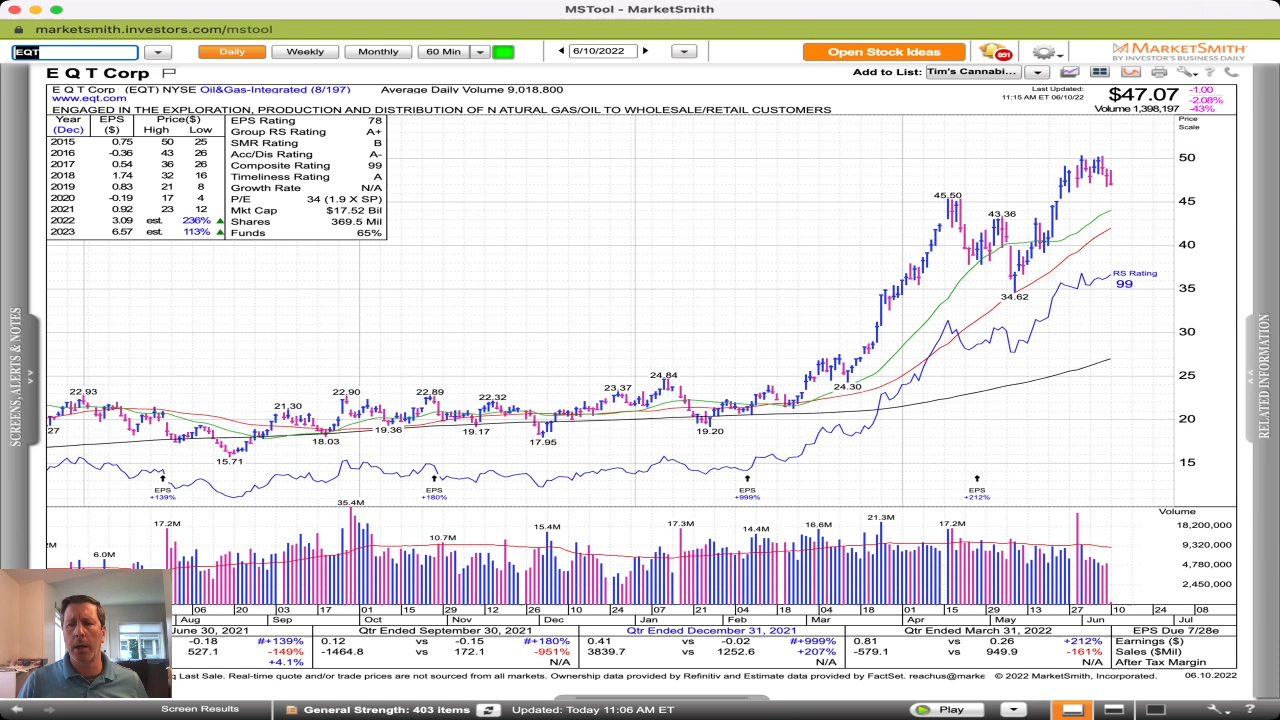 MSTool - MarketSmith
marketsmith.investors.com/mstool
EQT Daily Weekly Monthly 60 Min 6/10/2022 Open Stock Ideas 851 MARKETSMITH
BY INVESTOR'S BUSINESS DAILY
E Q T Corp Add to List: Tim's Cannabi... ?
E Q T Corp (EQT) NYSE Oil&Gas-Integrated (8/197) Average Daily Volume 9,018,800
www.eqt.com
ENGAGED IN THE EXPLORATION, PRODUCTION AND DISTRIBUTION OF NATURAL GAS/OIL TO WHOLESALE/RETAIL CUSTOMERS
Last Updated:
11:15 AM ET 06/10/22
$47.07 -1.00
-2.08%
Volume 1,398,197 -43%
Year EPS Price($)
(Dec) ($) High Low
2015 0.75 50 25
2016 -0.36 43 26
2017 0.54 36 26
2018 1.74 32 16
2019 0.83 21 8
2020 -0.19 17 4
2021 0.92 23 12
2022 3.09 est. 236%
2023 6.57 est. 113%
EPS Rating 78
Group RS Rating A+
SMR Rating B
Acc/Dis Rating A-
Composite Rating 99
Timeliness Rating A
Growth Rate N/A
P/E 34 (1.9 X SP)
Mkt Cap $17.52 Bil
Shares 369.5 Mil
Funds 65%
Price
Scale
50
45
40
35
30
25
20
15
45.50
43.36
34.62
RS Rating
99
24.30
22.93
21.30
22.90
22.89
22.32
23.37
24.84
27
15.71
18.03
19.36
19.17
17.95
19.20
EPS
+139%
EPS
+180%
EPS
+999%
EPS
+212%
Volume
18,200,000
9,320,000
4,780,000
2,450,000
2M
6.0M
17.2M
35.4M
10.7M
15.4M
17.3M
14.4M
16.6M
21.3M
17.2M
06 20 03 17 01 15 29 12 26 10 24 07 21 04 18 04 18 01 15 29 13 27 10 24 08
Aug Sep Oct Nov Dec Jan Feb Mar Apr May Jun Jul
June 30, 2021 Qtr Ended September 30, 2021 Qtr Ended December 31, 2021 Qtr Ended March 31, 2022 EPS Due 7/28e
-0.18 #+139% 0.12 vs -0.15 #+180% 0.41 vs -0.02 #+999% 0.81 vs 0.26 +212% Earnings ($)
527.1 -149% -1464.8 vs 172.1 -951% 3839.7 vs 1252.6 +207% -579.1 vs 949.9 -161% Sales ($Mil)
+4.1% N/A N/A N/A After Tax Margin
q Last Sale. Real-time quote and/or trade prices are not sourced from all markets. Ownership data provided by Refinitiv and Estimate data provided by FactSet. reachus@marke © 2022 MarketSmith, Incorporated. 06.10.2022
SCREENS, ALERTS & NOTES
RELATED INFORMATION
Screen Results General Strength: 403 items Updated: Today 11:06 AM ET Play ?